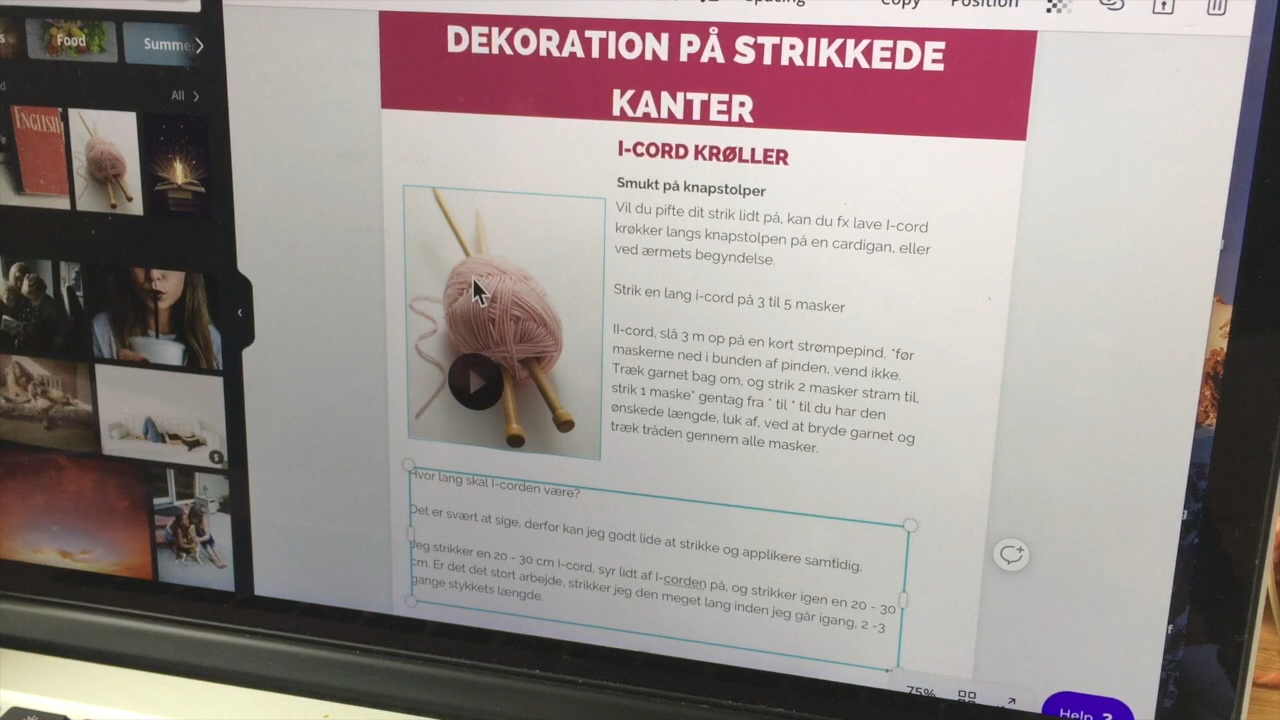 Spacing
Copy
Position
Food
Summe
All
ENGLISH
DEKORATION PÅ STRIKKEDE
KANTER
I-CORD KRØLLER
Smukt på knapstolper
Vil du pifte dit strik lidt på, kan du fx lave I-cord
krøkker langs knapstolpen på en cardigan, eller
ved ærmets begyndelse.
Strik en lang i-cord på 3 til 5 masker
II-cord, slå 3 m op på en kort strømpepind, *før
maskerne ned i bunden af pinden, vend ikke.
Træk garnet bag om, og strik 2 masker stram til,
strik 1 maske* gentag fra * til * til du har den
ønskede længde, luk af, ved at bryde garnet og
træk tråden gennem alle masker.
Hvor lang skal I-corden være?
Det er svært at sige, derfor kan jeg godt lide at strikke og applikere samtidig.
Jeg strikker en 20 - 30 cm I-cord, syr lidt af I-corden på, og strikker igen en 20 - 30
cm. Er det det stort arbejde, strikker jeg den meget lang inden jeg går igang, 2 -3
gange stykkets længde.
75%
Help ?